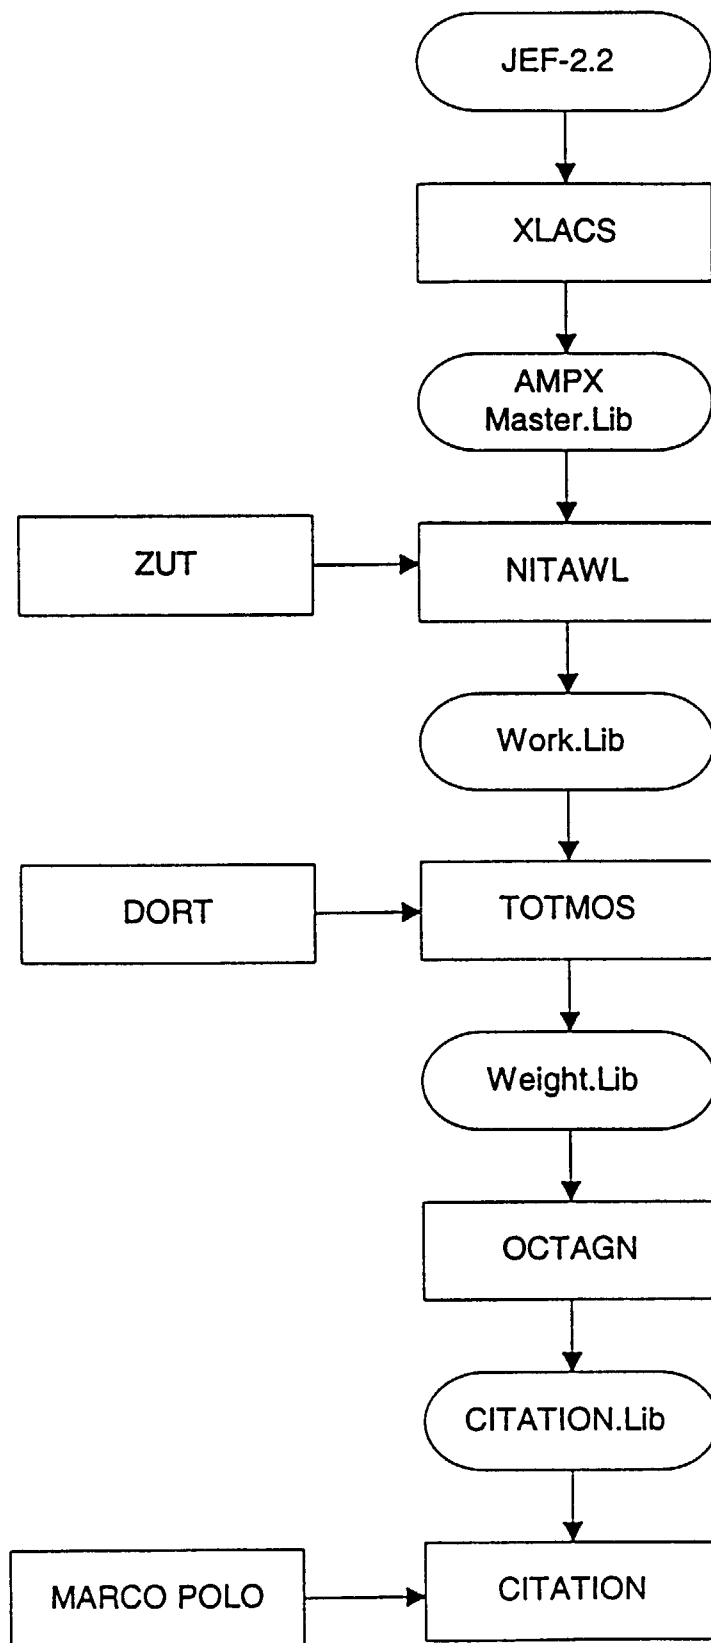 JEF-2.2
XLACS
AMPX
Master.Lib
ZUT
NITAWL
Work.Lib
DORT
TOTMOS
Weight.Lib
OCTAGN
CITATION.Lib
MARCO POLO
CITATION